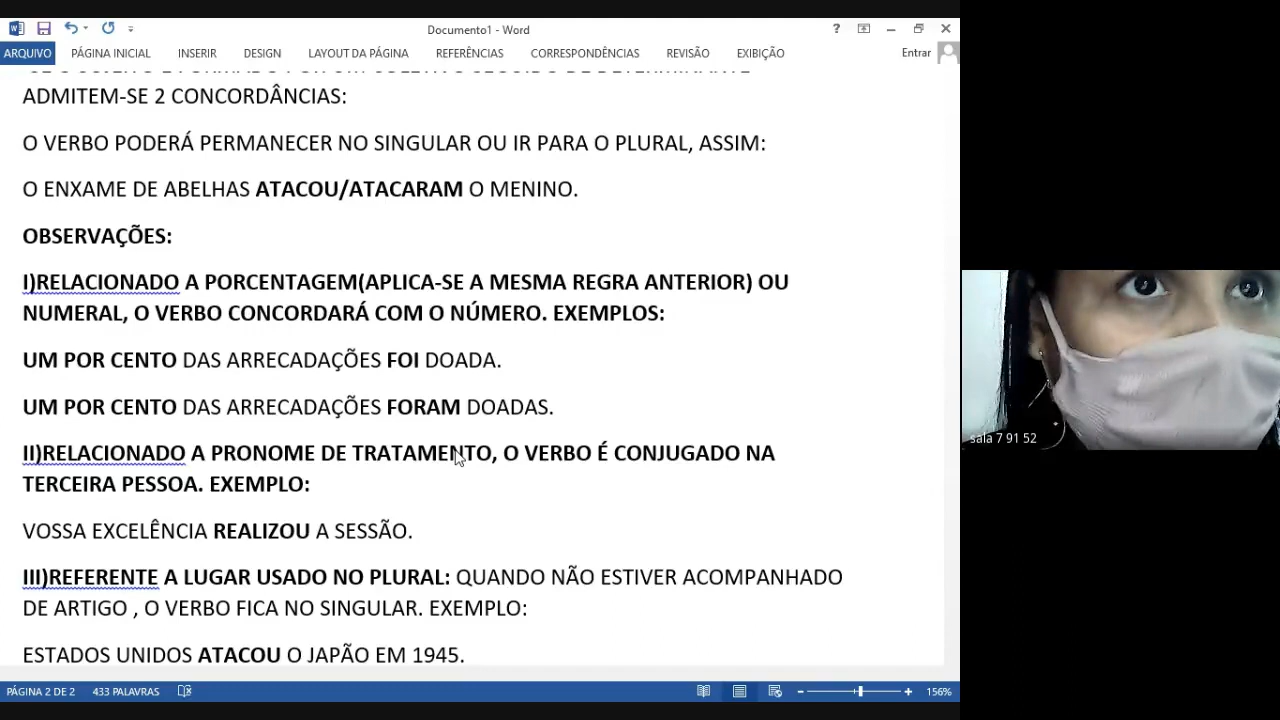 Documento1 - Word
ARQUIVO PÁGINA INICIAL INSERIR DESIGN LAYOUT DA PÁGINA REFERÊNCIAS CORRESPONDÊNCIAS REVISÃO EXIBIÇÃO Entrar
ADMITEM-SE 2 CONCORDÂNCIAS:
O VERBO PODERÁ PERMANECER NO SINGULAR OU IR PARA O PLURAL, ASSIM:
O ENXAME DE ABELHAS ATACOU/ATACARAM O MENINO.
OBSERVAÇÕES:
I)RELACIONADO A PORCENTAGEM(APLICA-SE A MESMA REGRA ANTERIOR) OU
NUMERAL, O VERBO CONCORDARÁ COM O NÚMERO. EXEMPLOS:
UM POR CENTO DAS ARRECADAÇÕES FOI DOADA.
UM POR CENTO DAS ARRECADAÇÕES FORAM DOADAS.
II)RELACIONADO A PRONOME DE TRATAMENTO, O VERBO É CONJUGADO NA
TERCEIRA PESSOA. EXEMPLO:
VOSSA EXCELÊNCIA REALIZOU A SESSÃO.
III)REFERENTE A LUGAR USADO NO PLURAL: QUANDO NÃO ESTIVER ACOMPANHADO
DE ARTIGO , O VERBO FICA NO SINGULAR. EXEMPLO:
ESTADOS UNIDOS ATACOU O JAPÃO EM 1945.
PÁGINA 2 DE 2 433 PALAVRAS 156%
sala 7 91 52